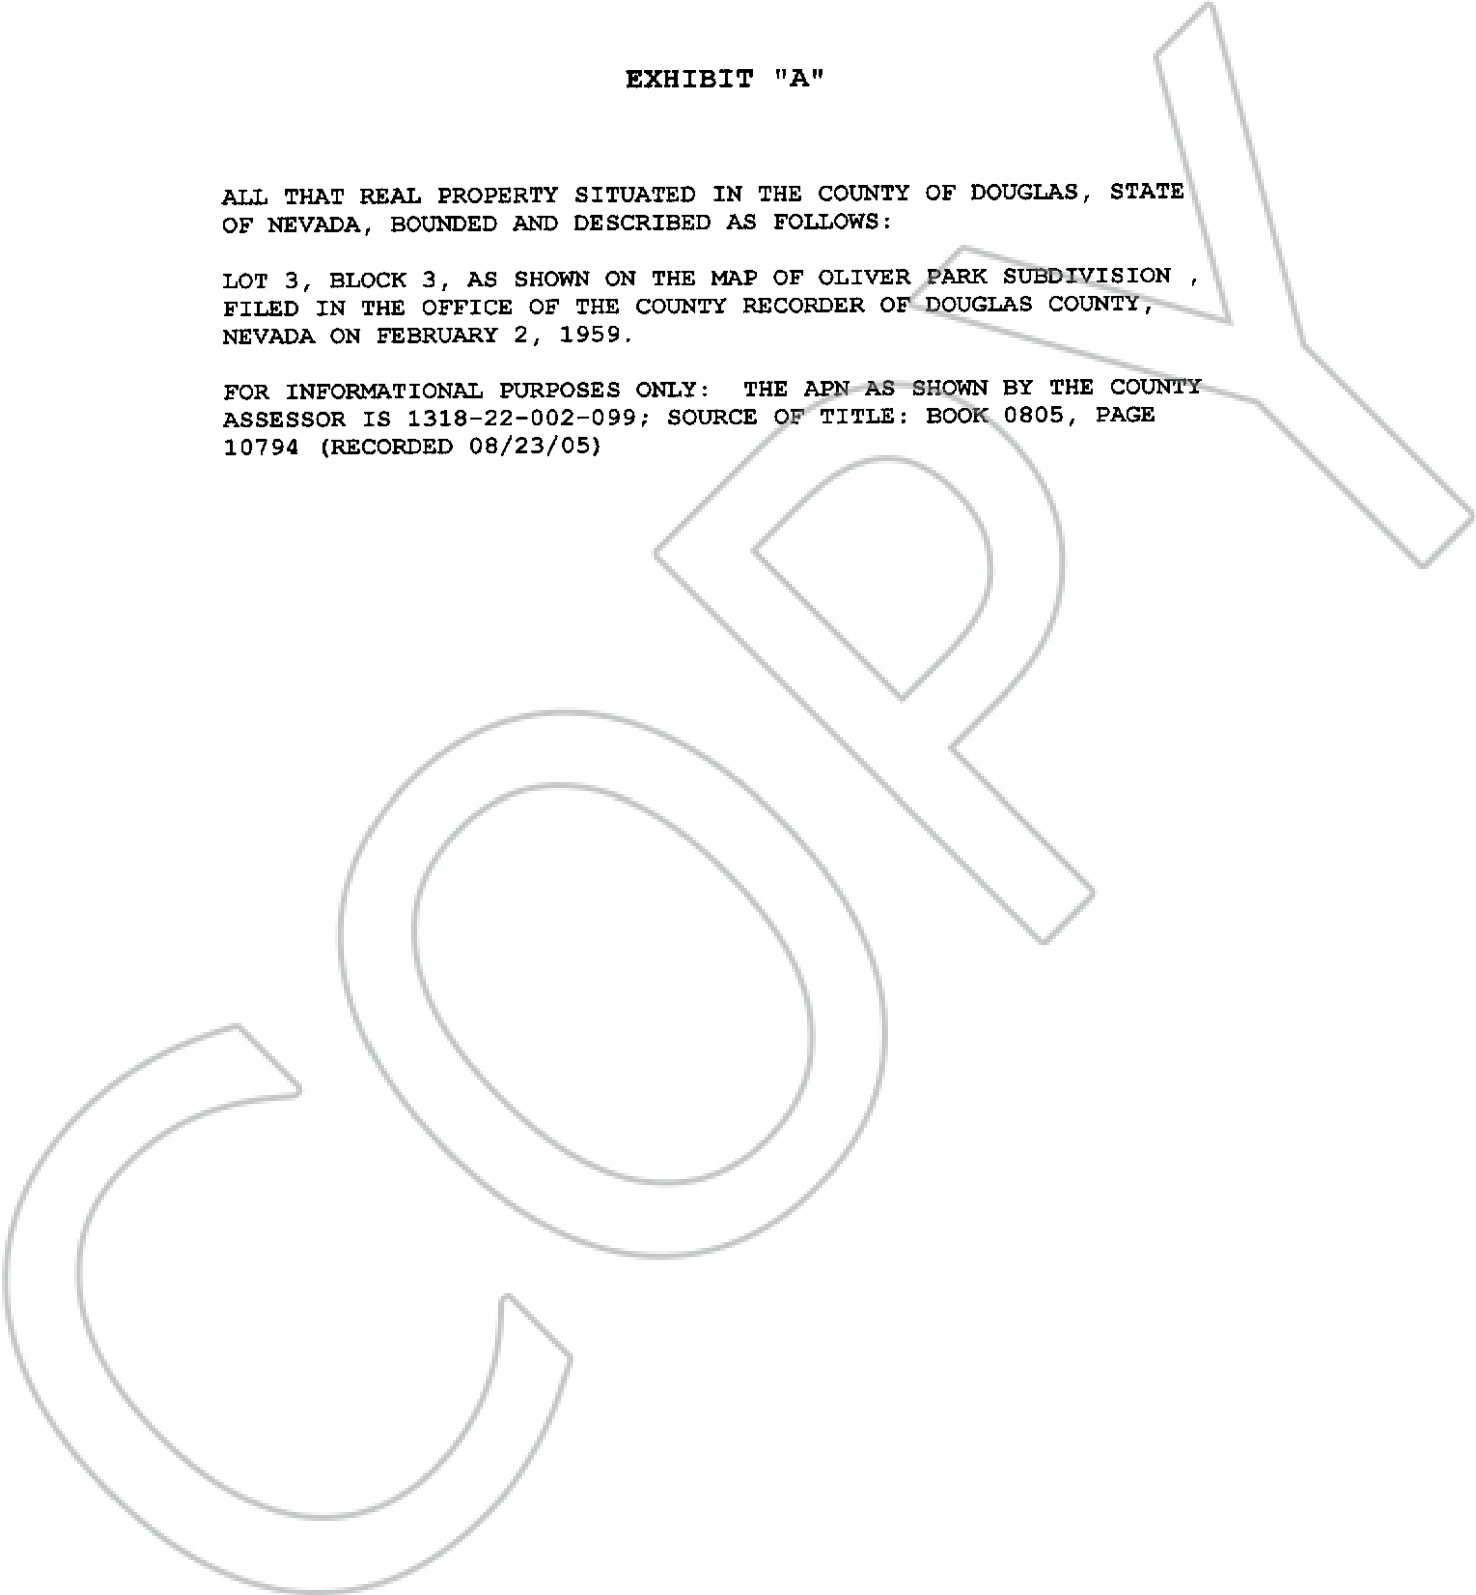 EXHIBIT "A"
ALL THAT REAL PROPERTY SITUATED IN THE COUNTY OF DOUGLAS, STATE
OF NEVADA, BOUNDED AND DESCRIBED AS FOLLOWS:
LOT 3, BLOCK 3, AS SHOWN ON THE MAP OF OLIVER PARK SUBDIVISION ,
FILED IN THE OFFICE OF THE COUNTY RECORDER OF DOUGLAS COUNTY,
NEVADA ON FEBRUARY 2, 1959.
FOR INFORMATIONAL PURPOSES ONLY: THE APN AS SHOWN BY THE COUNTY
ASSESSOR IS 1318-22-002-099; SOURCE OF TITLE: BOOK 0805, PAGE
10794 (RECORDED 08/23/05)
COPY